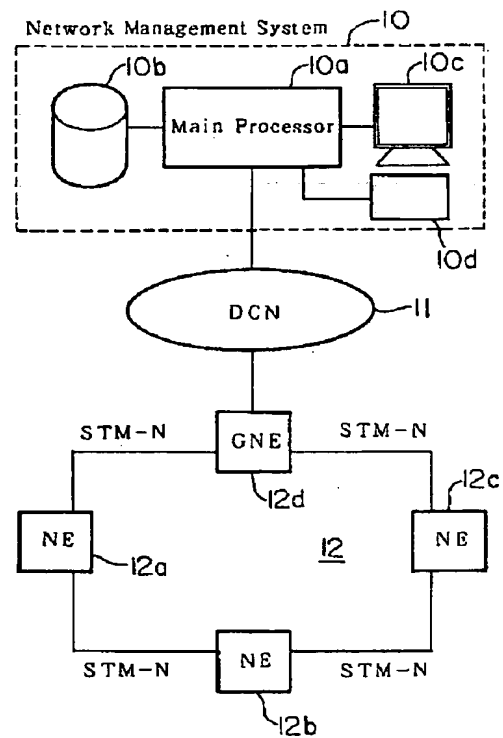 Network Management System
10
10b
10a
10c
Main Processor
10d
DCN
11
STM-N
GNE
STM-N
12d
12c
NE
12a
12
NE
STM-N
NE
STM-N
12b